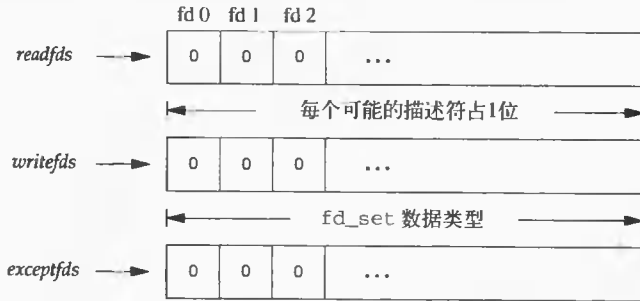 fd 0 fd 1 fd 2
readfds 0 0 0 ...
每个可能的描述符占1位
writefds 0 0 0 ...
fd_set 数据类型
exceptfds 0 0 0 ...